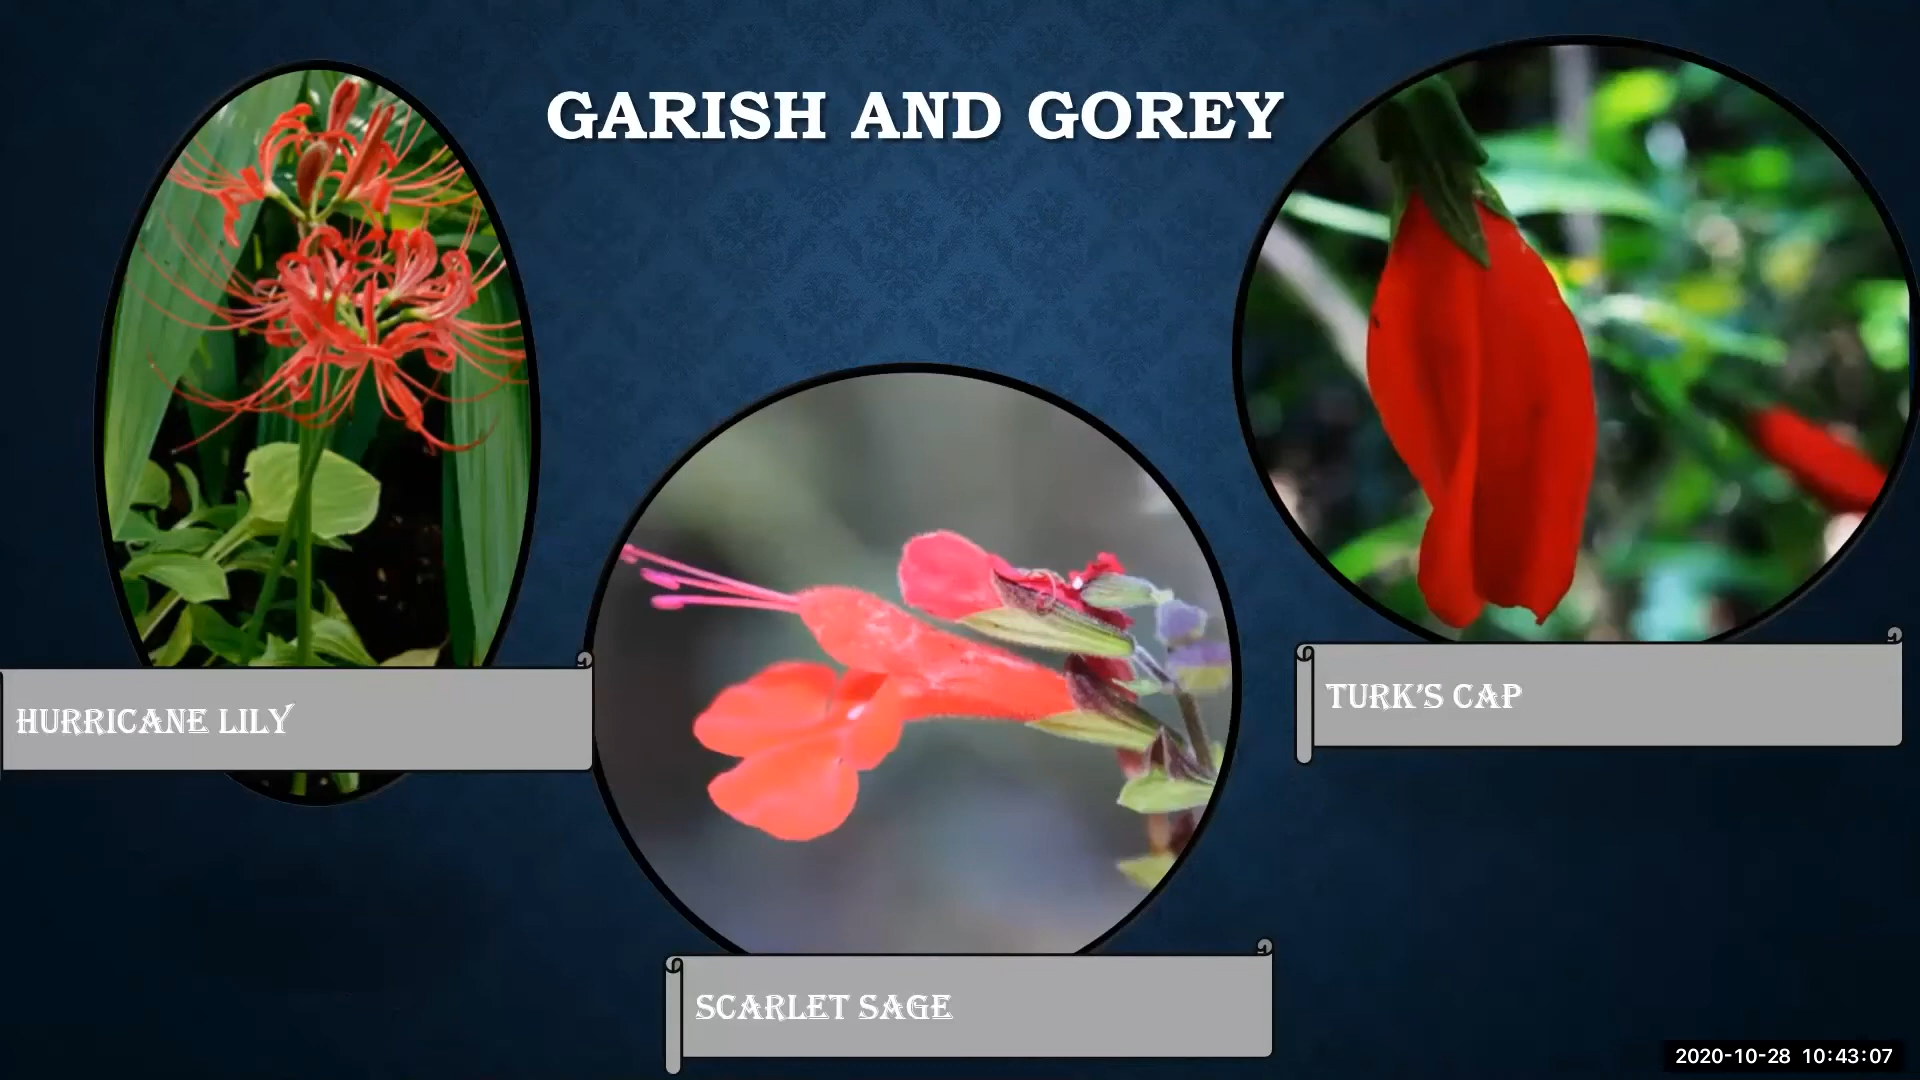 GARISH AND GOREY
HURRICANE LILY
TURK'S CAP
SCARLET SAGE
2020-10-28 10:43:07